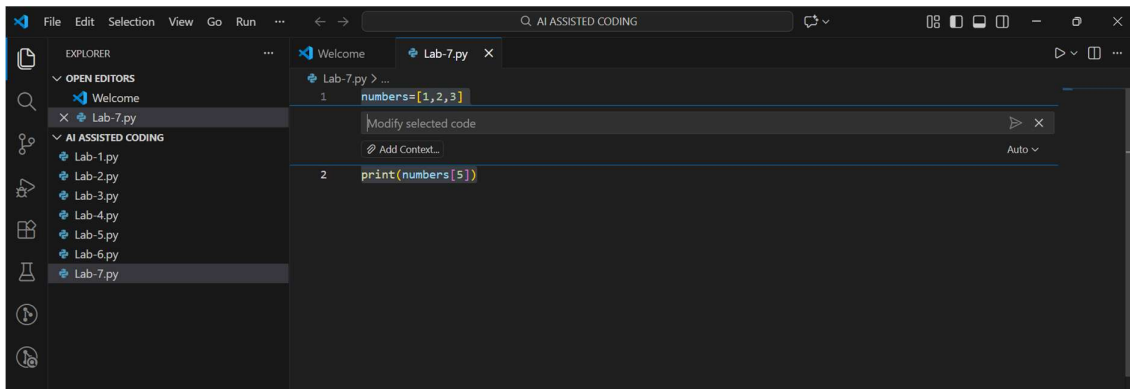 File Edit Selection View Go Run ···
AI ASSISTED CODING
EXPLORER ···
OPEN EDITORS
Welcome
Lab-7.py
AI ASSISTED CODING
Lab-1.py
Lab-2.py
Lab-3.py
Lab-4.py
Lab-5.py
Lab-6.py
Lab-7.py
Welcome Lab-7.py
Lab-7.py > ...
1 numbers=[1,2,3]
Modify selected code
Add Context... Auto
2 print(numbers[5])